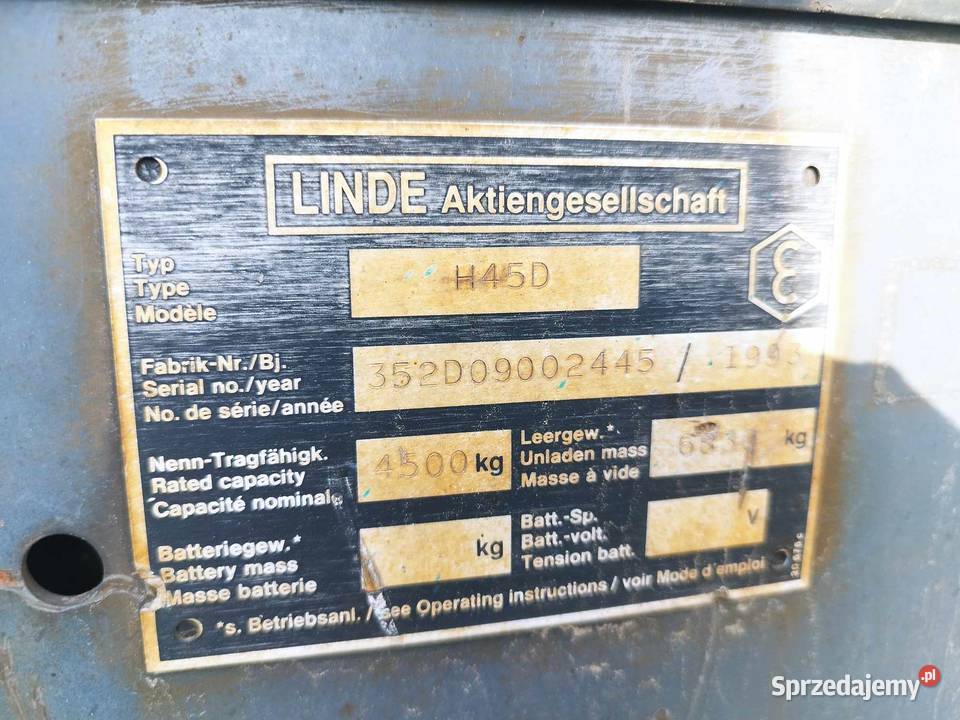 LINDE Aktiengesellschaft
Typ
Type
Modèle
H45D
Fabrik-Nr./Bj.
Serial no./year
No. de série/année
352D09002445 / 1993
Nenn-Tragfähigk.
Rated capacity
Capacité nominale
4500 kg
Leergew.*
Unladen mass
Masse à vide
kg
Batteriegew.*
Battery mass
Masse batterie
kg
Batt.-Sp.
Batt.-volt.
Tension batt.
V
*s. Betriebsanl. / see Operating instructions / voir Mode d'emploi
Sprzedajemy.pl